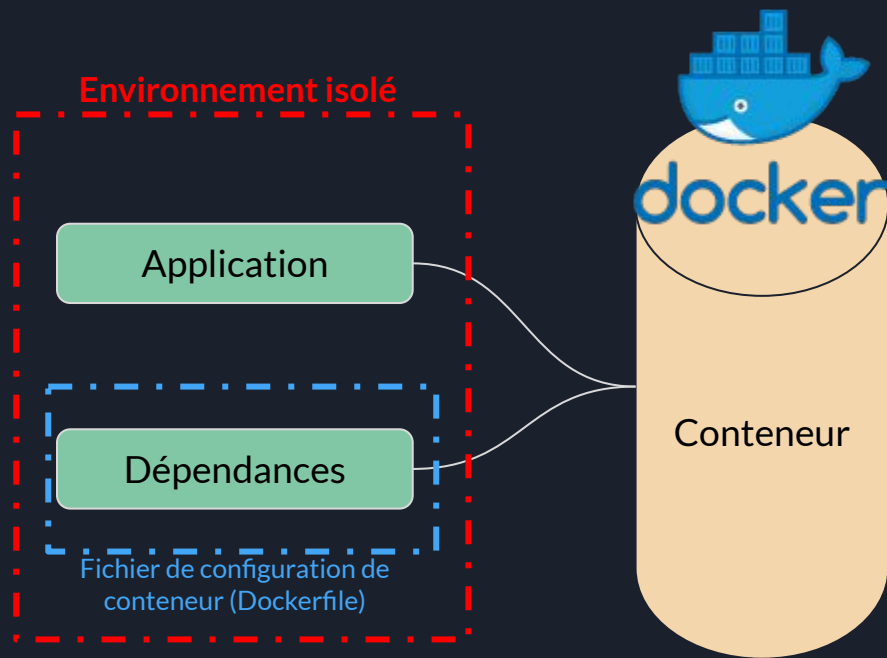 Environnement isolé
docker
Application
Conteneur
Dépendances
Fichier de configuration de
conteneur (Dockerfile)